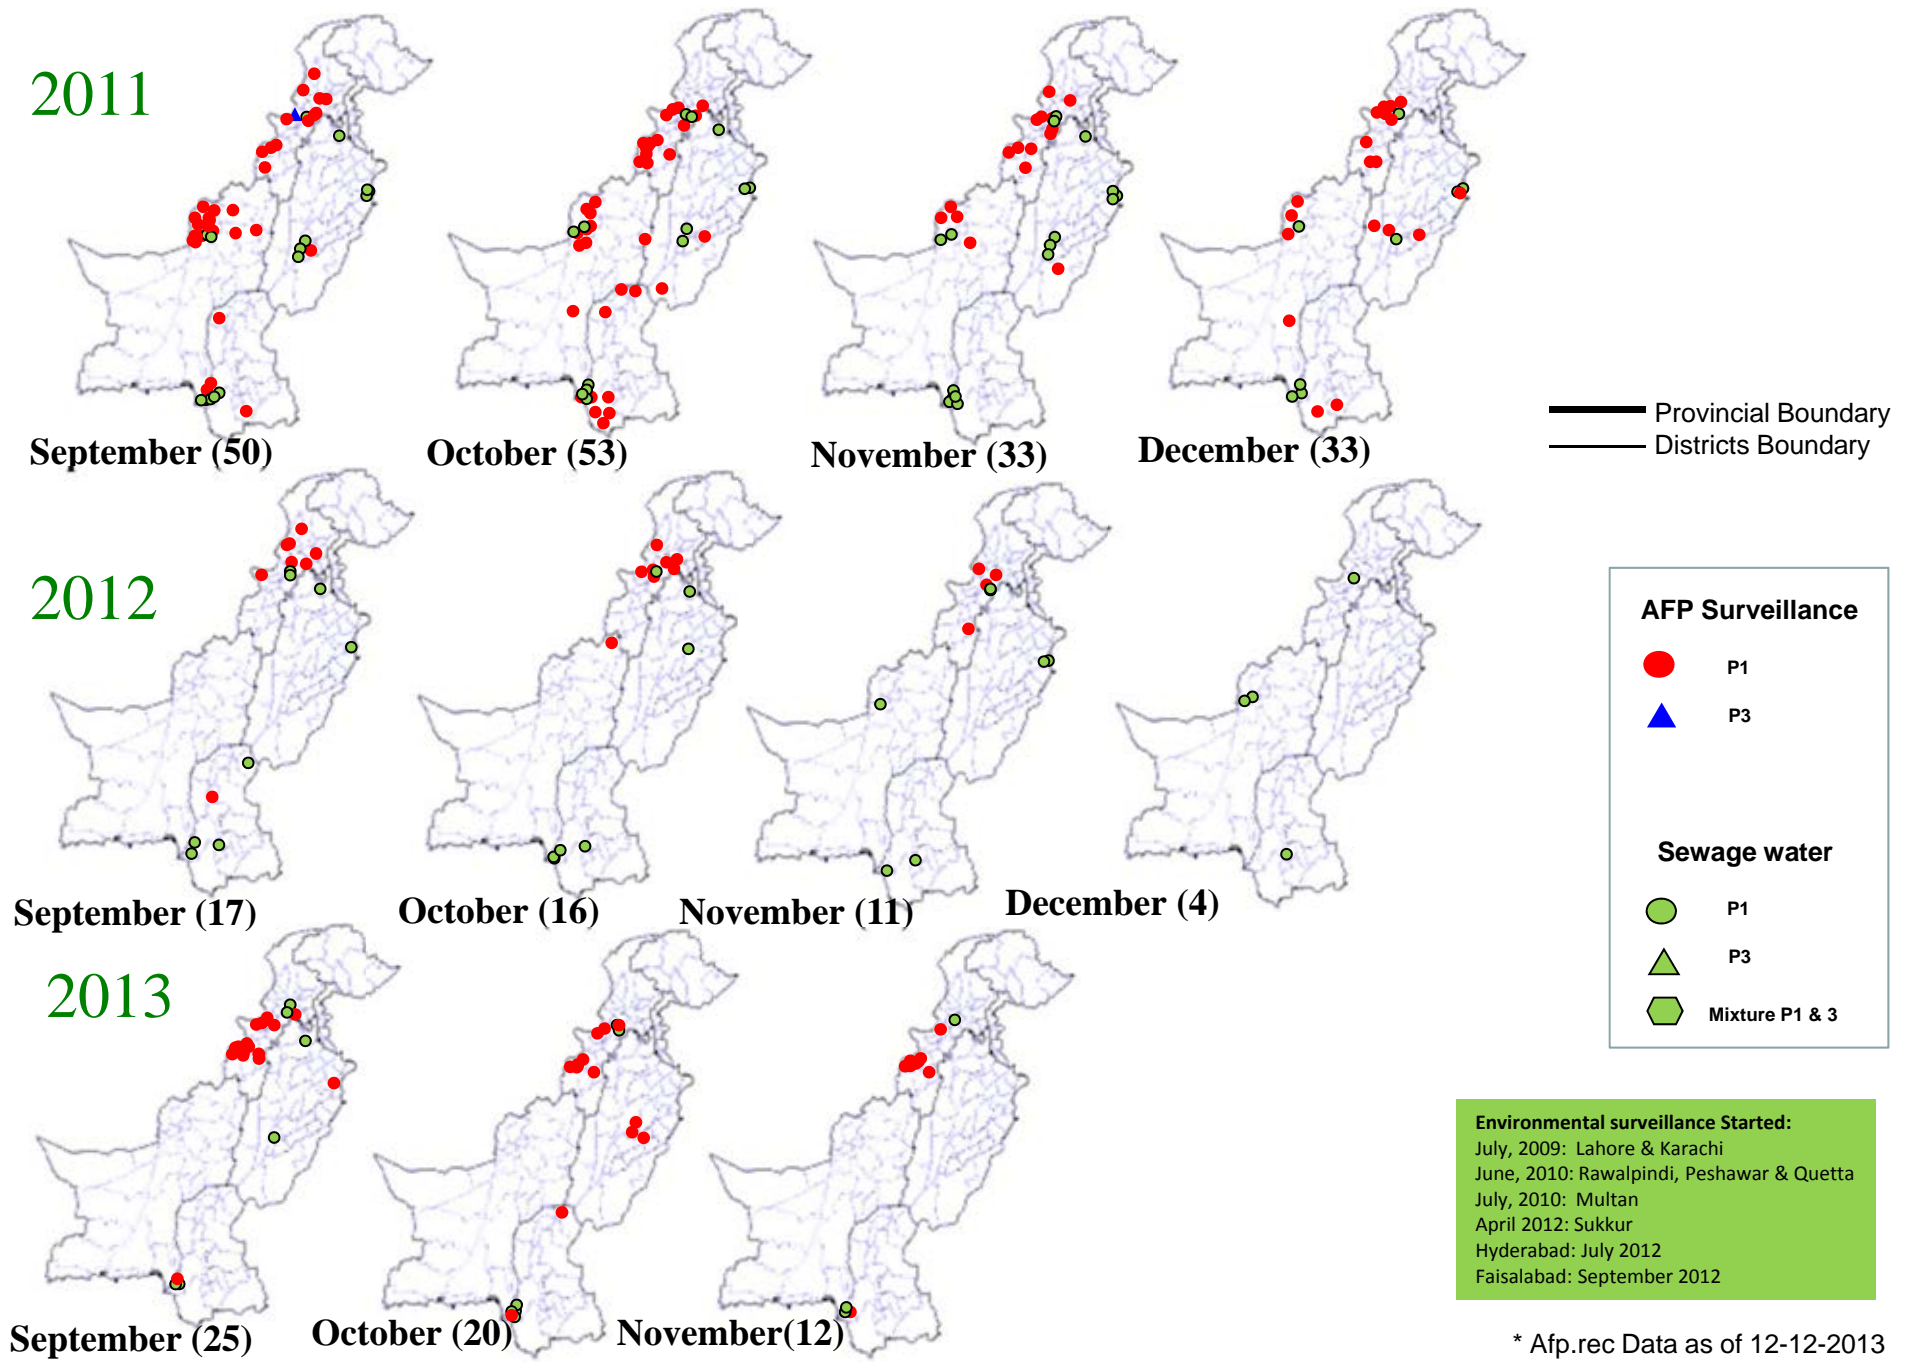 2011
September (50)
October (53)
November (33)
December (33)
Provincial Boundary
Districts Boundary
2012
September (17)
October (16)
November (11)
December (4)
AFP Surveillance
P1
P3
Sewage water
P1
P3
Mixture P1 & 3
2013
September (25)
October (20)
November(12)
Environmental surveillance Started:
July, 2009: Lahore & Karachi
June, 2010: Rawalpindi, Peshawar & Quetta
July, 2010: Multan
April 2012: Sukkur
Hyderabad: July 2012
Faisalabad: September 2012
* Afp.rec Data as of 12-12-2013